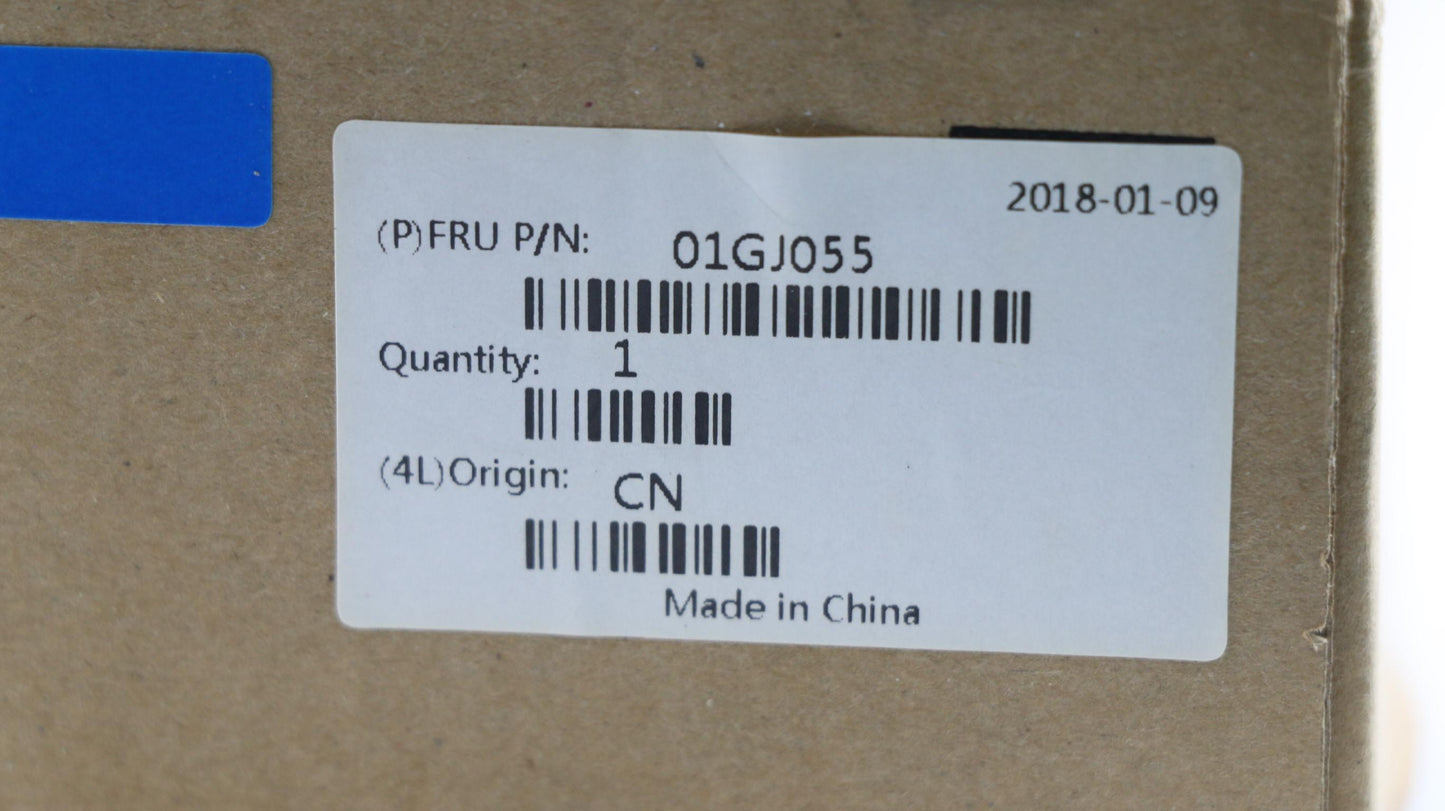 2018-01-09
(P)FRU P/N: 01GJ055
Quantity: 1
(4L)Origin: CN
Made in China